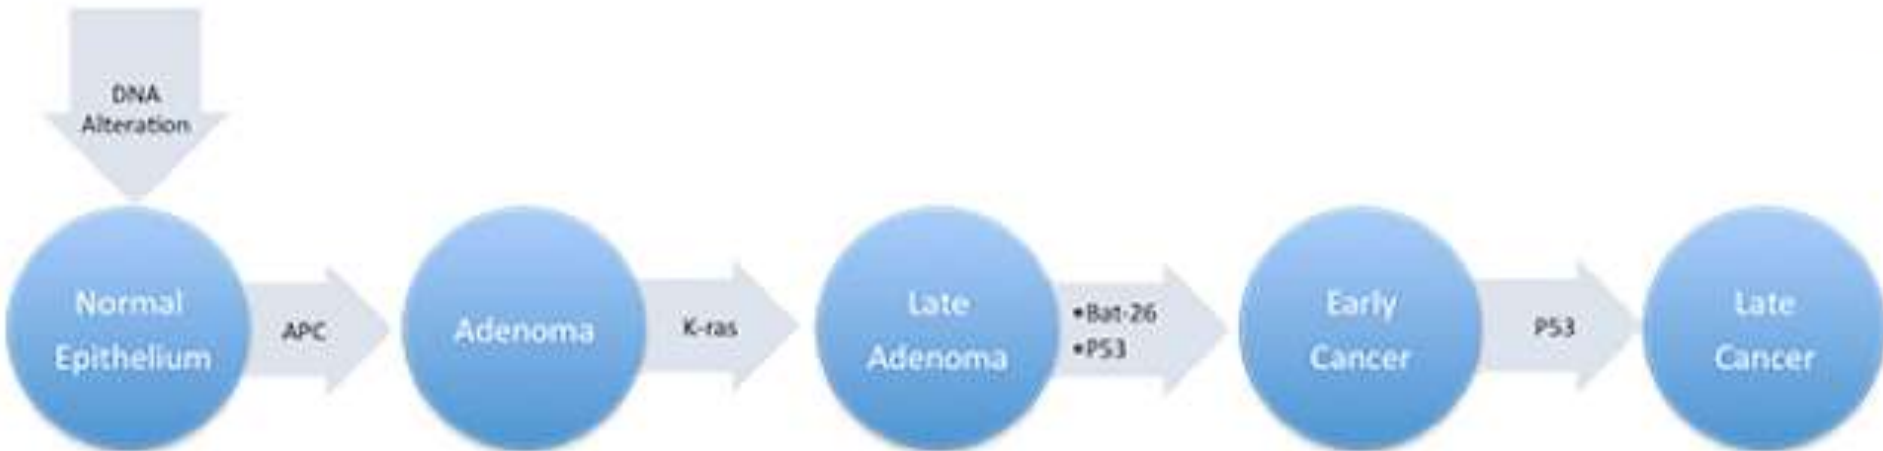 DNA
Alteration
Normal
Epithelium
APC
Adenoma
K-ras
Late
Adenoma
•Bat-26
•P53
Early
Cancer
P53
Late
Cancer